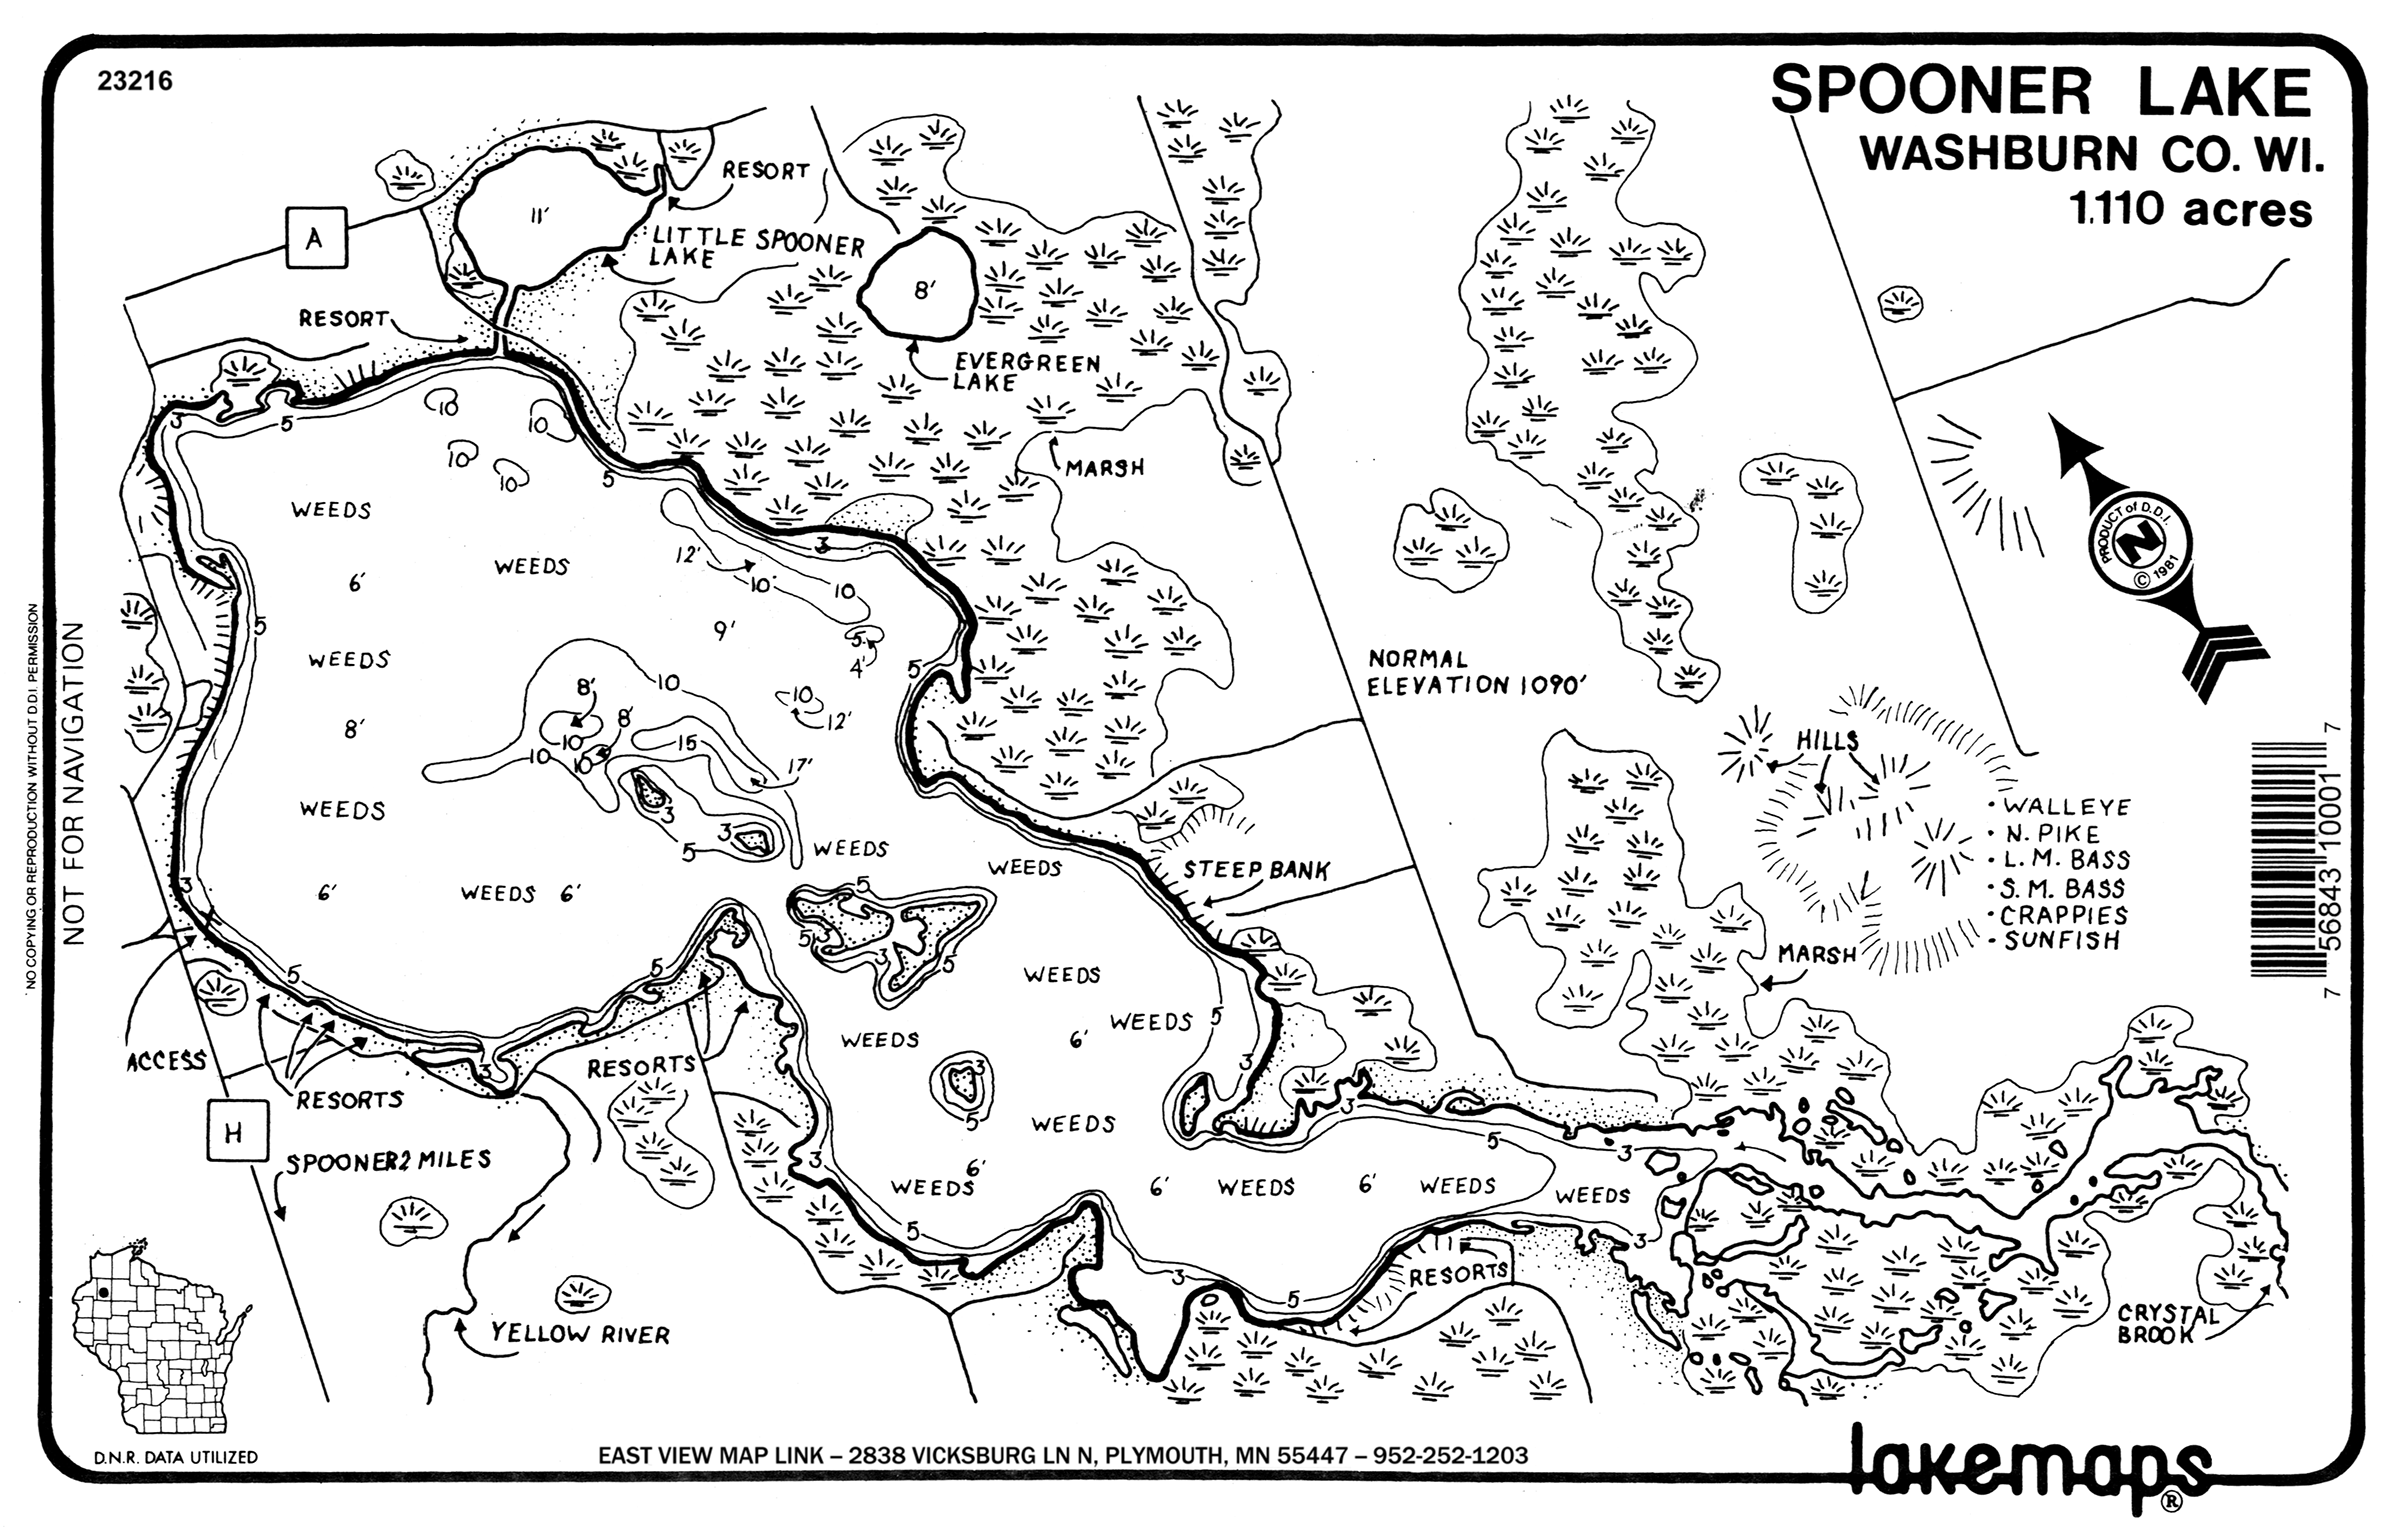 23216
SPOONER LAKE
WASHBURN CO. WI.
1.110 acres
RESORT
11'
A
LITTLE SPOONER
LAKE
8'
RESORT
EVERGREEN
LAKE
3
5
10
10
10
10
5
MARSH
WEEDS
WEEDS
12'
3
10
10
6'
PRODUCT of D.D.I.
N
© 1981
5
9'
5
4'
WEEDS
5
NORMAL
ELEVATION 1090'
10
8'
10
12'
8'
8'
10
15
10
10
17'
HILLS
WEEDS
3
3
5
WEEDS
WEEDS
STEEP BANK
• WALLEYE
• N. PIKE
• L. M. BASS
• S. M. BASS
• CRAPPIES
• SUNFISH
3
6'
WEEDS 6'
5
5
3
5
MARSH
5
5
WEEDS
WEEDS
WEEDS 5
6'
ACCESS
RESORTS
3
RESORTS
3
5
3
WEEDS
3
H
SPOONER 2 MILES
3
5
3
6'
WEEDS
6'
WEEDS
6'
WEEDS
WEEDS
5
3
3
5
RESORTS
YELLOW RIVER
CRYSTAL
BROOK
NOT FOR NAVIGATION
NO COPYING OR REPRODUCTION WITHOUT D.D.I. PERMISSION
7 56843 10001 7
D.N.R. DATA UTILIZED
EAST VIEW MAP LINK – 2838 VICKSBURG LN N, PLYMOUTH, MN 55447 – 952-252-1203
lakemaps®